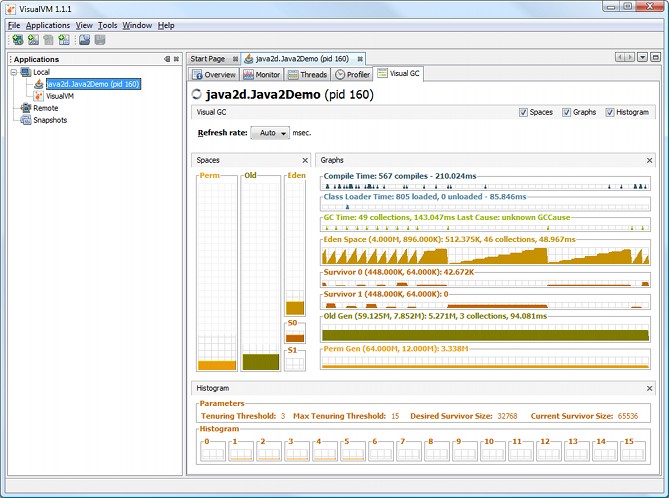 VisualVM 1.1.1
File Applications View Tools Window Help
Applications
Local
java2d.Java2Demo (pid 160)
VisualVM
Remote
Snapshots
Start Page
java2d.Java2Demo (pid 160)
Overview Monitor Threads Profiler Visual GC
java2d.Java2Demo (pid 160)
Visual GC Spaces Graphs Histogram
Refresh rate: Auto msec.
Spaces
Perm Old Eden
S0
S1
Graphs
Compile Time: 567 compiles - 210.024ms
Class Loader Time: 805 loaded, 0 unloaded - 85.846ms
GC Time: 49 collections, 143.047ms Last Cause: unknown GCCause
Eden Space (4.000M, 896.000K): 512.375K, 46 collections, 48.967ms
Survivor 0 (448.000K, 64.000K): 42.672K
Survivor 1 (448.000K, 64.000K): 0
Old Gen (59.125M, 7.852M): 5.271M, 3 collections, 94.081ms
Perm Gen (64.000M, 12.000M): 3.338M
Histogram
Parameters
Tenuring Threshold: 3 Max Tenuring Threshold: 15 Desired Survivor Size: 32768 Current Survivor Size: 65536
Histogram
0 1 2 3 4 5 6 7 8 9 10 11 12 13 14 15